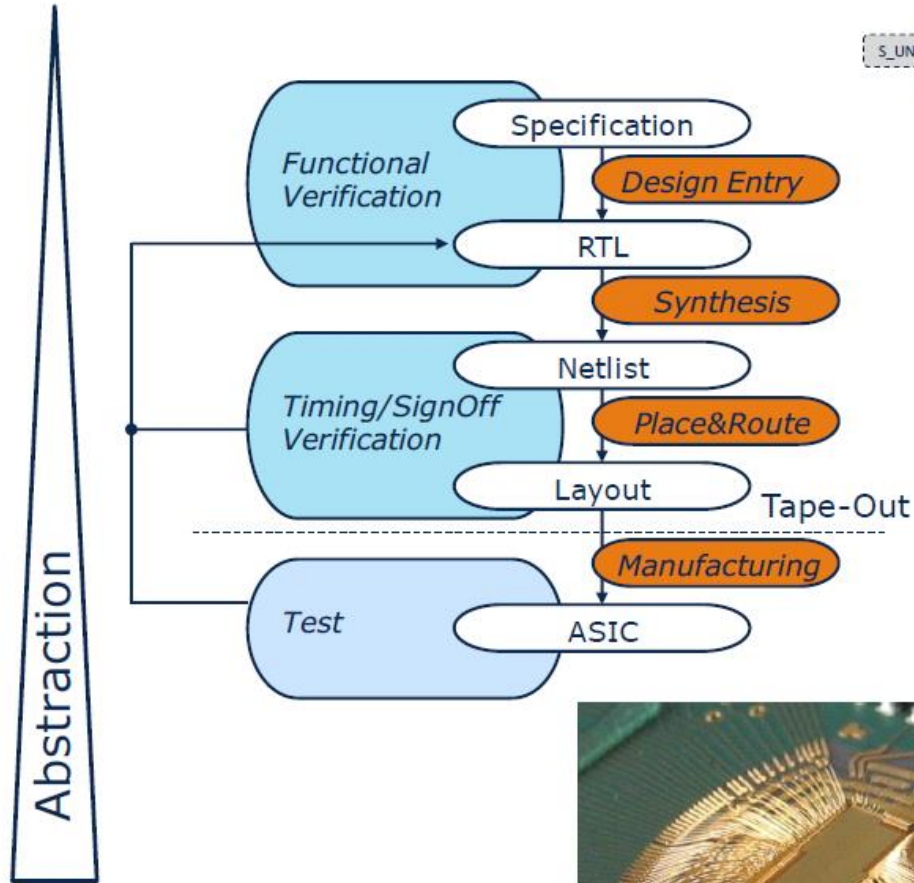 S_UN
Specification
Functional
Verification
Design Entry
RTL
Synthesis
Netlist
Timing/SignOff
Verification
Place&Route
Layout
Tape-Out
Manufacturing
Test
ASIC
Abstraction